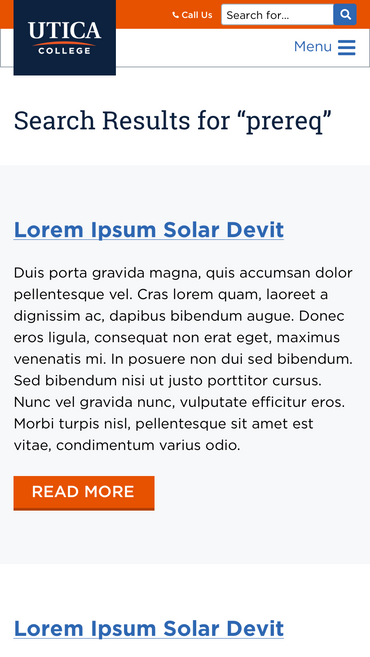 Call Us
Search for...
UTICA
COLLEGE
Menu
Search Results for “prereq”
Lorem Ipsum Solar Devit
Duis porta gravida magna, quis accumsan dolor
pellentesque vel. Cras lorem quam, laoreet a
dignissim ac, dapibus bibendum augue. Donec
eros ligula, consequat non erat eget, maximus
venenatis mi. In posuere non dui sed bibendum.
Sed bibendum nisi ut justo porttitor cursus.
Nunc vel gravida nunc, vulputate efficitur eros.
Morbi turpis nisl, pellentesque sit amet est
vitae, condimentum varius odio.
READ MORE
Lorem Ipsum Solar Devit